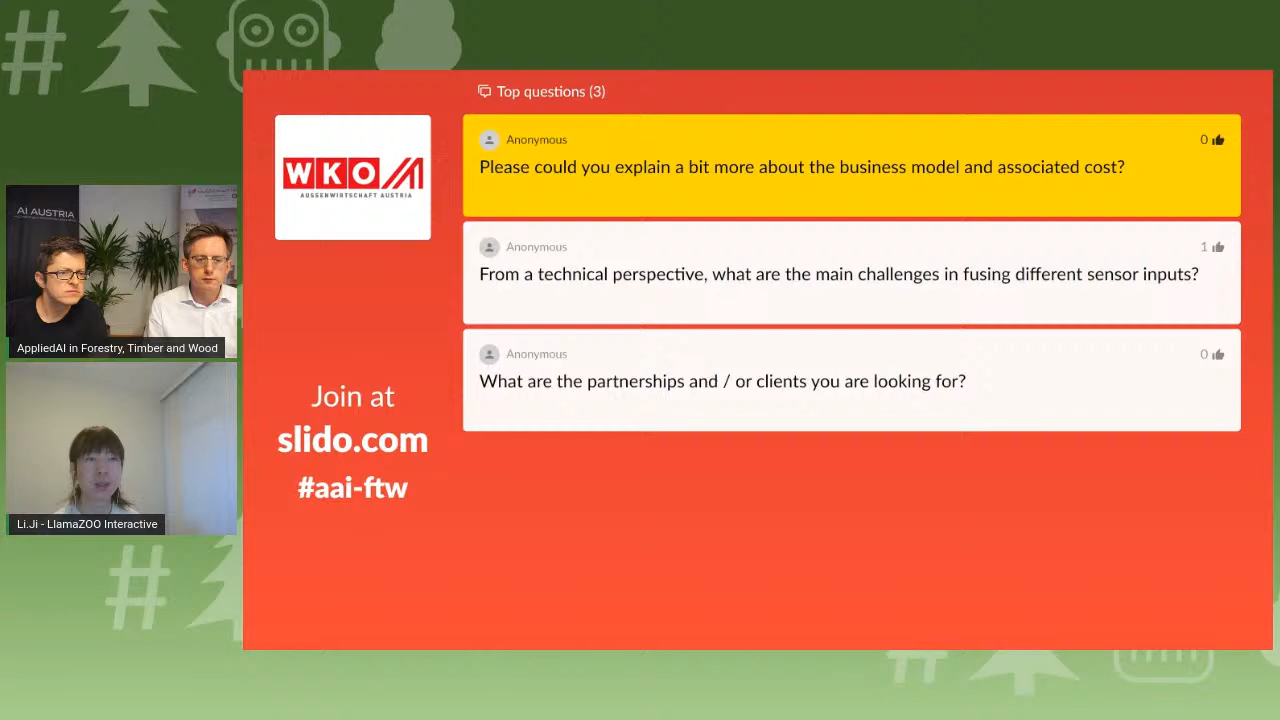 Top questions (3)
WKO
AUSSENWIRTSCHAFT AUSTRIA
Anonymous
0
Please could you explain a bit more about the business model and associated cost?
Anonymous
1
From a technical perspective, what are the main challenges in fusing different sensor inputs?
Anonymous
0
What are the partnerships and / or clients you are looking for?
Join at
slido.com
#aai-ftw
AI AUSTRIA
AppliedAI in Forestry, Timber and Wood
Li.Ji - LlamaZOO Interactive
#
#
#